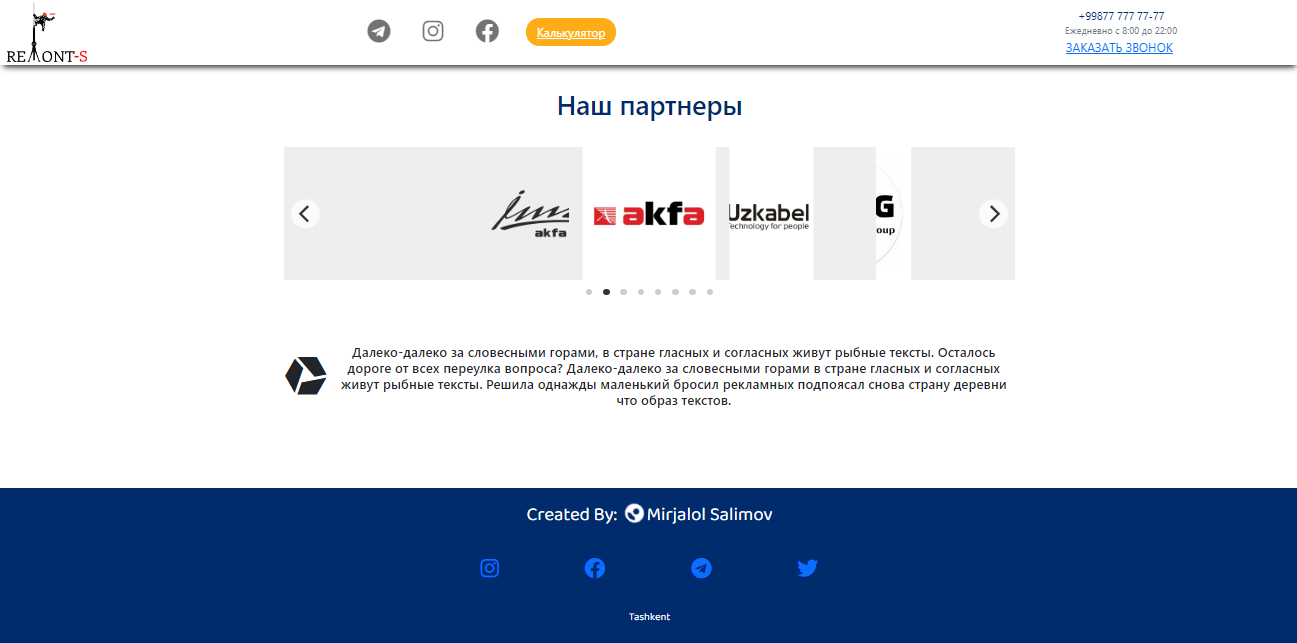 REMONT-S
Калькулятор
+99877 777 77-77
Ежедневно с 8:00 до 22:00
ЗАКАЗАТЬ ЗВОНОК
Наш партнеры
akfa
akfa
Uzkabel
Technology for people
G
oup
Далеко-далеко за словесными горами, в стране гласных и согласных живут рыбные тексты. Осталось
дороге от всех переулка вопроса? Далеко-далеко за словесными горами в стране гласных и согласных
живут рыбные тексты. Решила однажды маленький бросил рекламных подпоясал снова страну деревни
что образ текстов.
Created By: Mirjalol Salimov
Tashkent